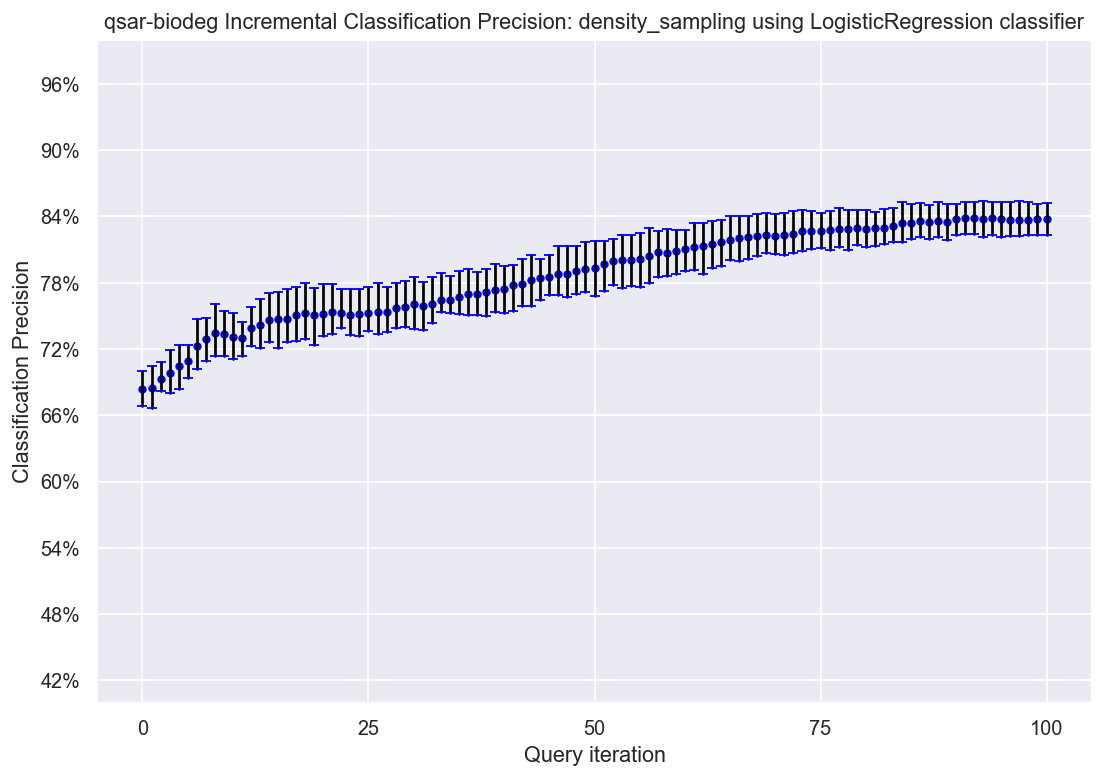 qsar-biodeg Incremental Classification Precision: density_sampling using LogisticRegression classifier
96%
90%
84%
78%
72%
66%
60%
54%
48%
42%
Classification Precision
0 25 50 75 100
Query iteration